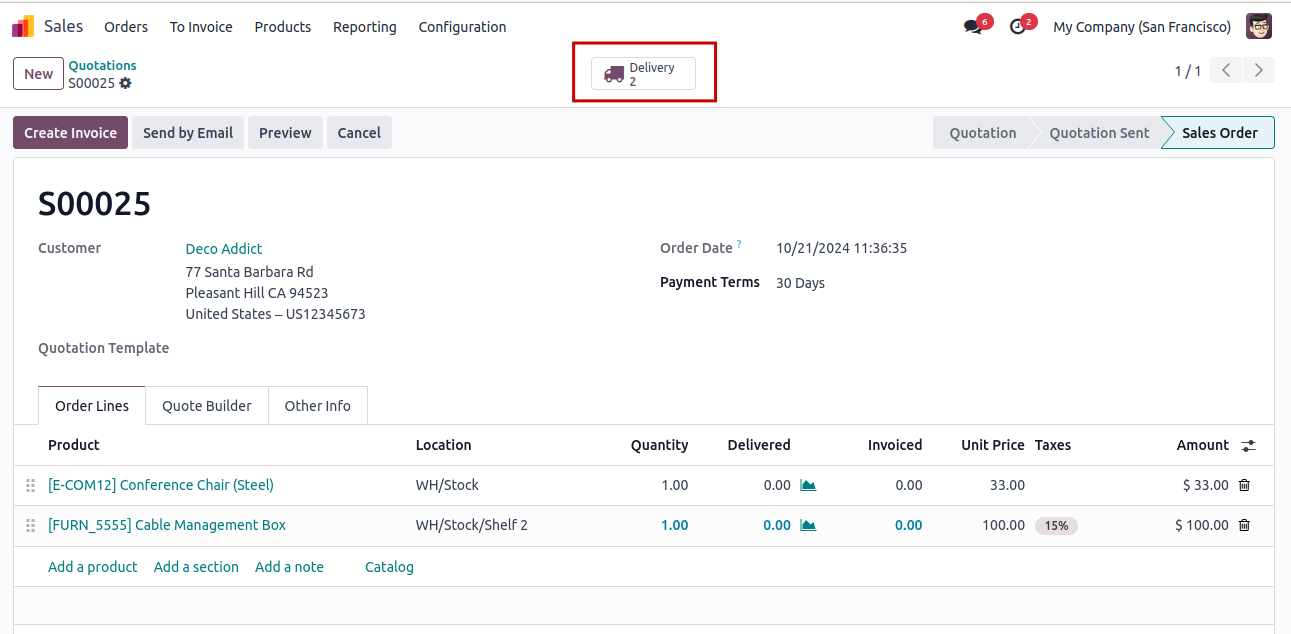 Sales Orders To Invoice Products Reporting Configuration 6 2 My Company (San Francisco)
New Quotations Delivery 1 / 1
S00025 2
Create Invoice Send by Email Preview Cancel Quotation Quotation Sent Sales Order
S00025
Customer Deco Addict Order Date ? 10/21/2024 11:36:35
77 Santa Barbara Rd
Pleasant Hill CA 94523 Payment Terms 30 Days
United States – US12345673
Quotation Template
Order Lines Quote Builder Other Info
Product Location Quantity Delivered Invoiced Unit Price Taxes Amount
[E-COM12] Conference Chair (Steel) WH/Stock 1.00 0.00 0.00 33.00 $ 33.00
[FURN_5555] Cable Management Box WH/Stock/Shelf 2 1.00 0.00 0.00 100.00 15% $ 100.00
Add a product Add a section Add a note Catalog